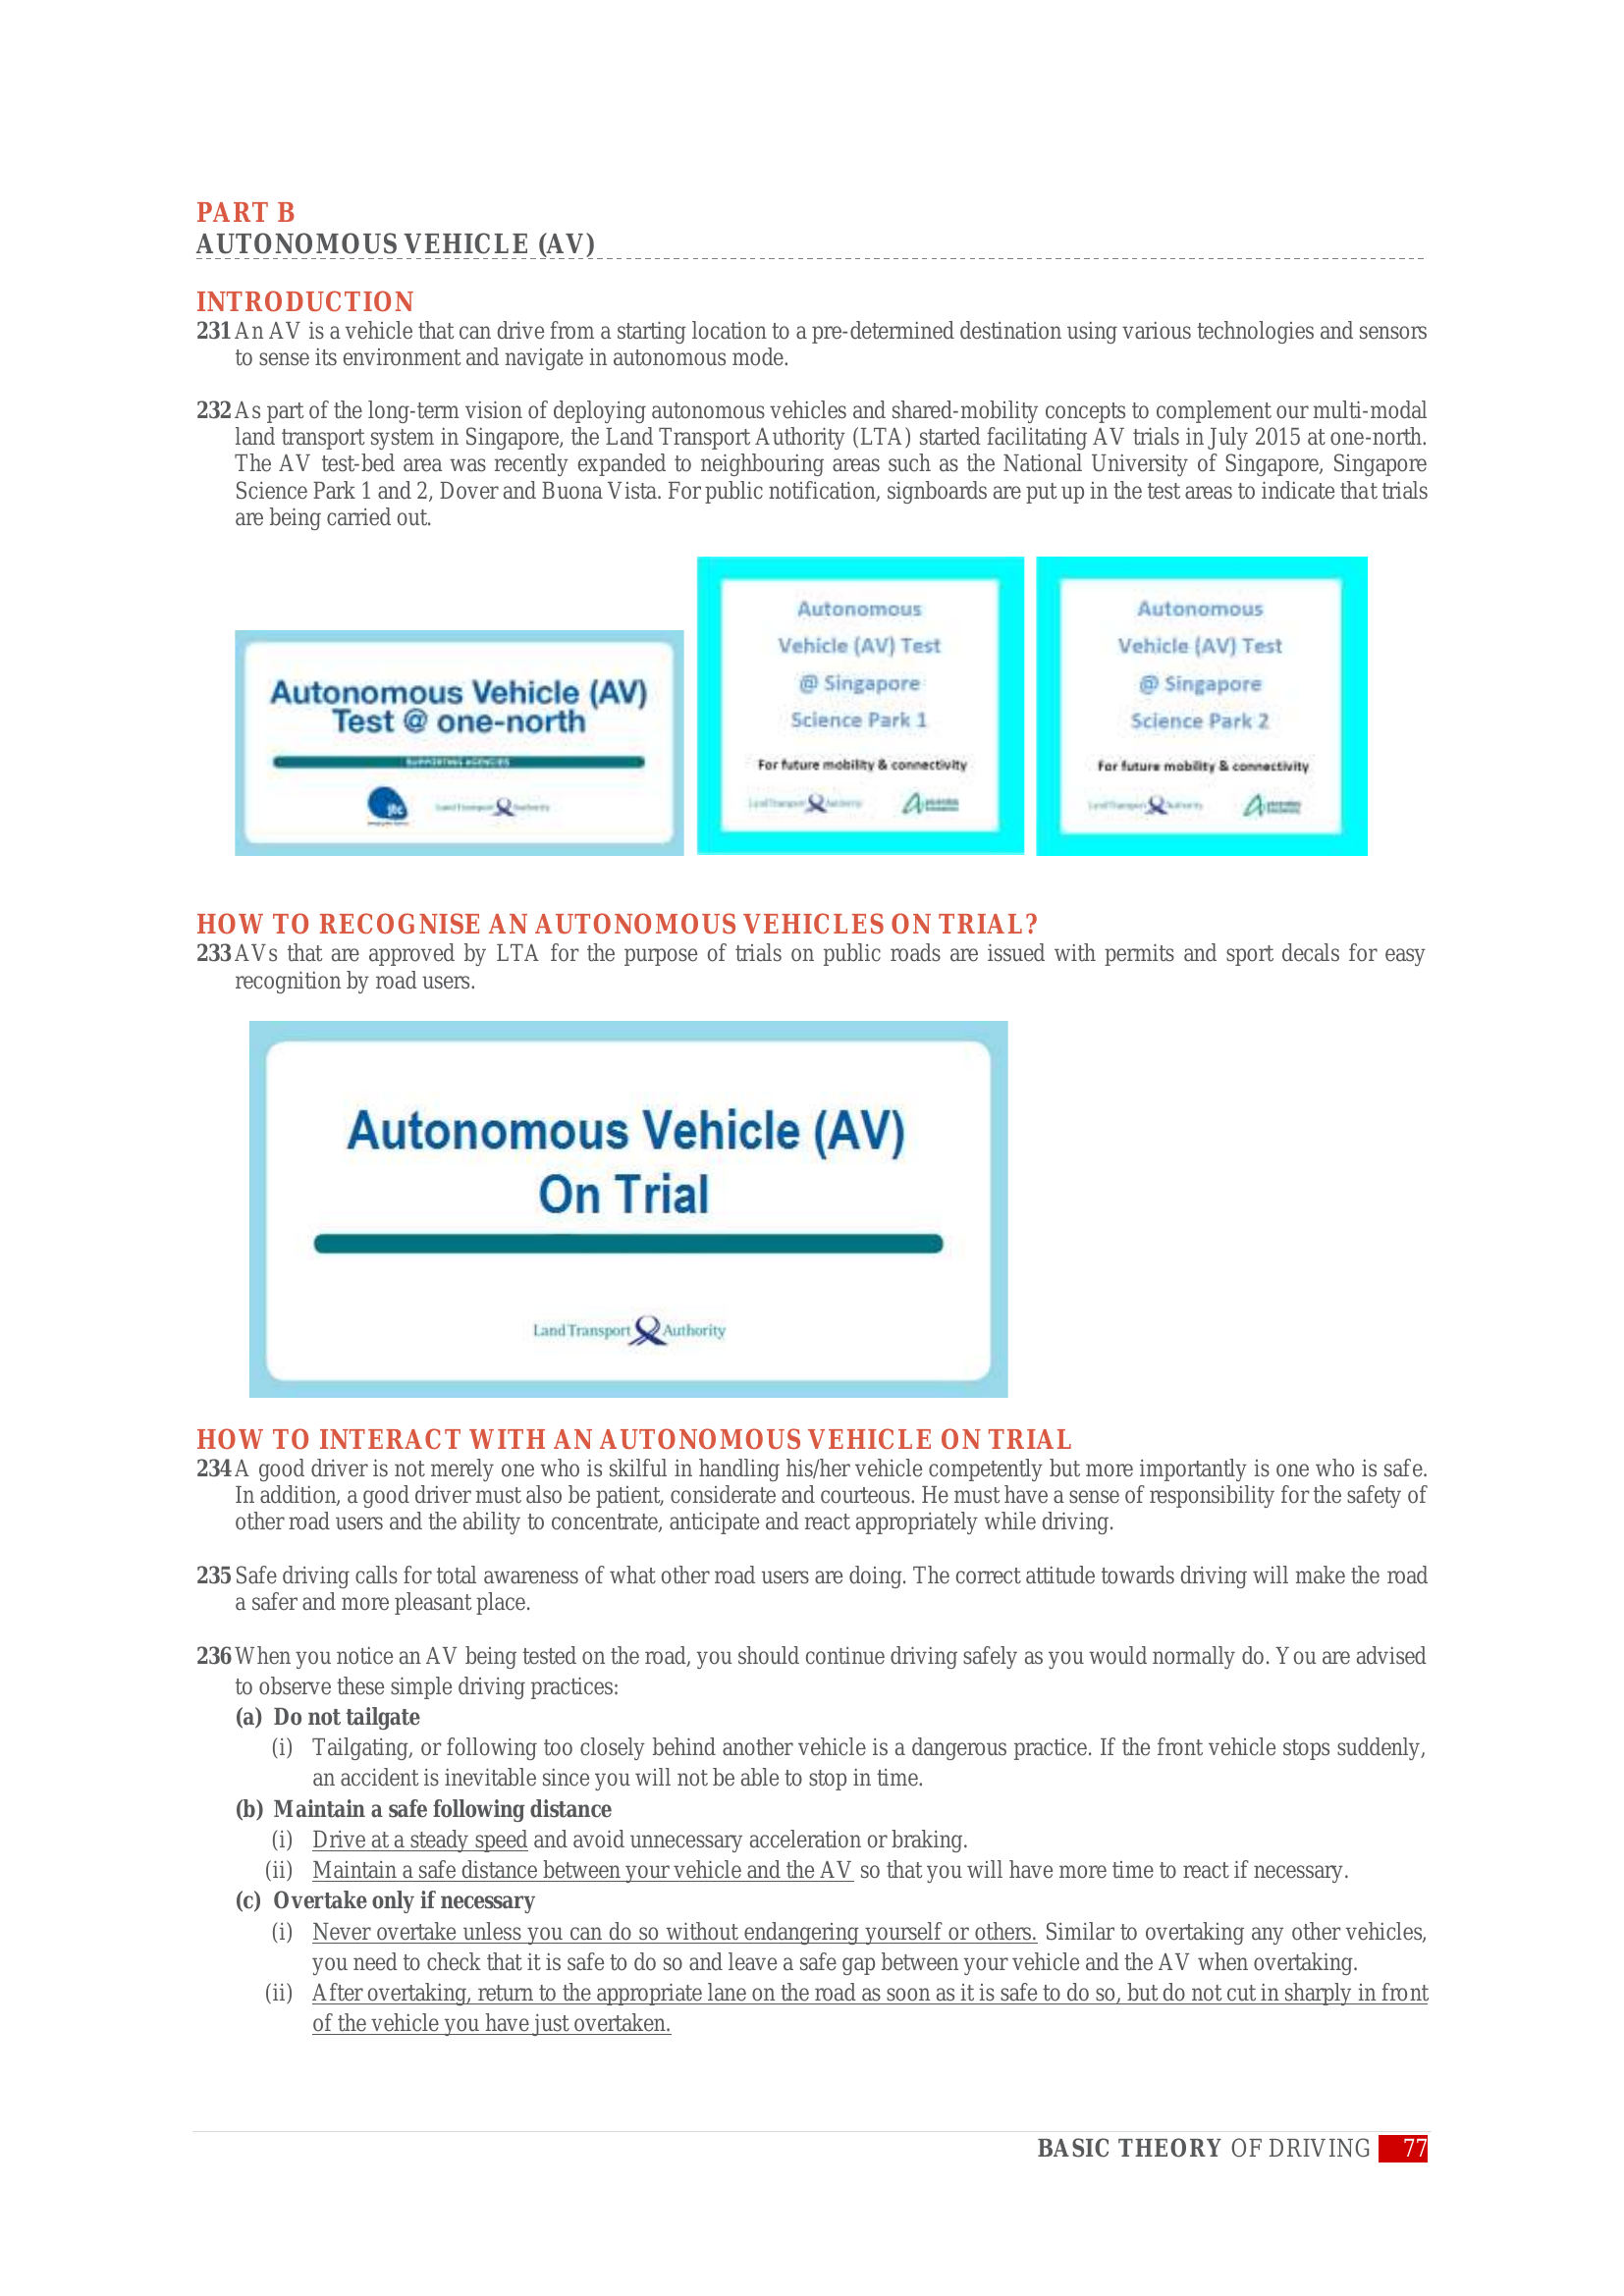 PART B
AUTONOMOUS VEHICLE (AV)
INTRODUCTION
231 An AV is a vehicle that can drive from a starting location to a pre-determined destination using various technologies and sensors
to sense its environment and navigate in autonomous mode.
232 As part of the long-term vision of deploying autonomous vehicles and shared-mobility concepts to complement our multi-modal
land transport system in Singapore, the Land Transport Authority (LTA) started facilitating AV trials in July 2015 at one-north.
The AV test-bed area was recently expanded to neighbouring areas such as the National University of Singapore, Singapore
Science Park 1 and 2, Dover and Buona Vista. For public notification, signboards are put up in the test areas to indicate that trials
are being carried out.
Autonomous Vehicle (AV)
Test @ one-north
SUPPORTING AGENCIES
jtc
Land Transport Authority
Autonomous
Vehicle (AV) Test
@ Singapore
Science Park 1
For future mobility & connectivity
Land Transport Authority
Autonomous
Vehicle (AV) Test
@ Singapore
Science Park 2
For future mobility & connectivity
Land Transport Authority
HOW TO RECOGNISE AN AUTONOMOUS VEHICLES ON TRIAL?
233 AVs that are approved by LTA for the purpose of trials on public roads are issued with permits and sport decals for easy
recognition by road users.
Autonomous Vehicle (AV)
On Trial
Land Transport Authority
HOW TO INTERACT WITH AN AUTONOMOUS VEHICLE ON TRIAL
234 A good driver is not merely one who is skilful in handling his/her vehicle competently but more importantly is one who is safe.
In addition, a good driver must also be patient, considerate and courteous. He must have a sense of responsibility for the safety of
other road users and the ability to concentrate, anticipate and react appropriately while driving.
235 Safe driving calls for total awareness of what other road users are doing. The correct attitude towards driving will make the road
a safer and more pleasant place.
236 When you notice an AV being tested on the road, you should continue driving safely as you would normally do. You are advised
to observe these simple driving practices:
(a) Do not tailgate
(i) Tailgating, or following too closely behind another vehicle is a dangerous practice. If the front vehicle stops suddenly,
an accident is inevitable since you will not be able to stop in time.
(b) Maintain a safe following distance
(i) Drive at a steady speed and avoid unnecessary acceleration or braking.
(ii) Maintain a safe distance between your vehicle and the AV so that you will have more time to react if necessary.
(c) Overtake only if necessary
(i) Never overtake unless you can do so without endangering yourself or others. Similar to overtaking any other vehicles,
you need to check that it is safe to do so and leave a safe gap between your vehicle and the AV when overtaking.
(ii) After overtaking, return to the appropriate lane on the road as soon as it is safe to do so, but do not cut in sharply in front
of the vehicle you have just overtaken.
BASIC THEORY OF DRIVING 77